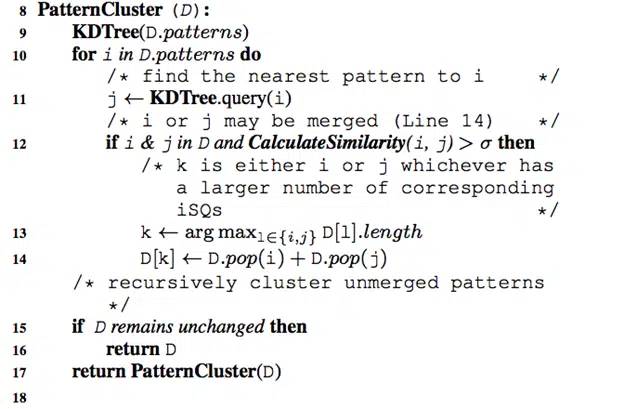 8 PatternCluster (D):
9 KDTree(D.patterns)
10 for i in D.patterns do
/* find the nearest pattern to i */
11 j ← KDTree.query(i)
/* i or j may be merged (Line 14) */
12 if i & j in D and CalculateSimilarity(i, j) > σ then
/* k is either i or j whichever has
a larger number of corresponding
iSQs */
13 k ← arg max l∈{i,j} D[l].length
14 D[k] ← D.pop(i) + D.pop(j)
/* recursively cluster unmerged patterns
*/
15 if D remains unchanged then
16 return D
17 return PatternCluster(D)
18